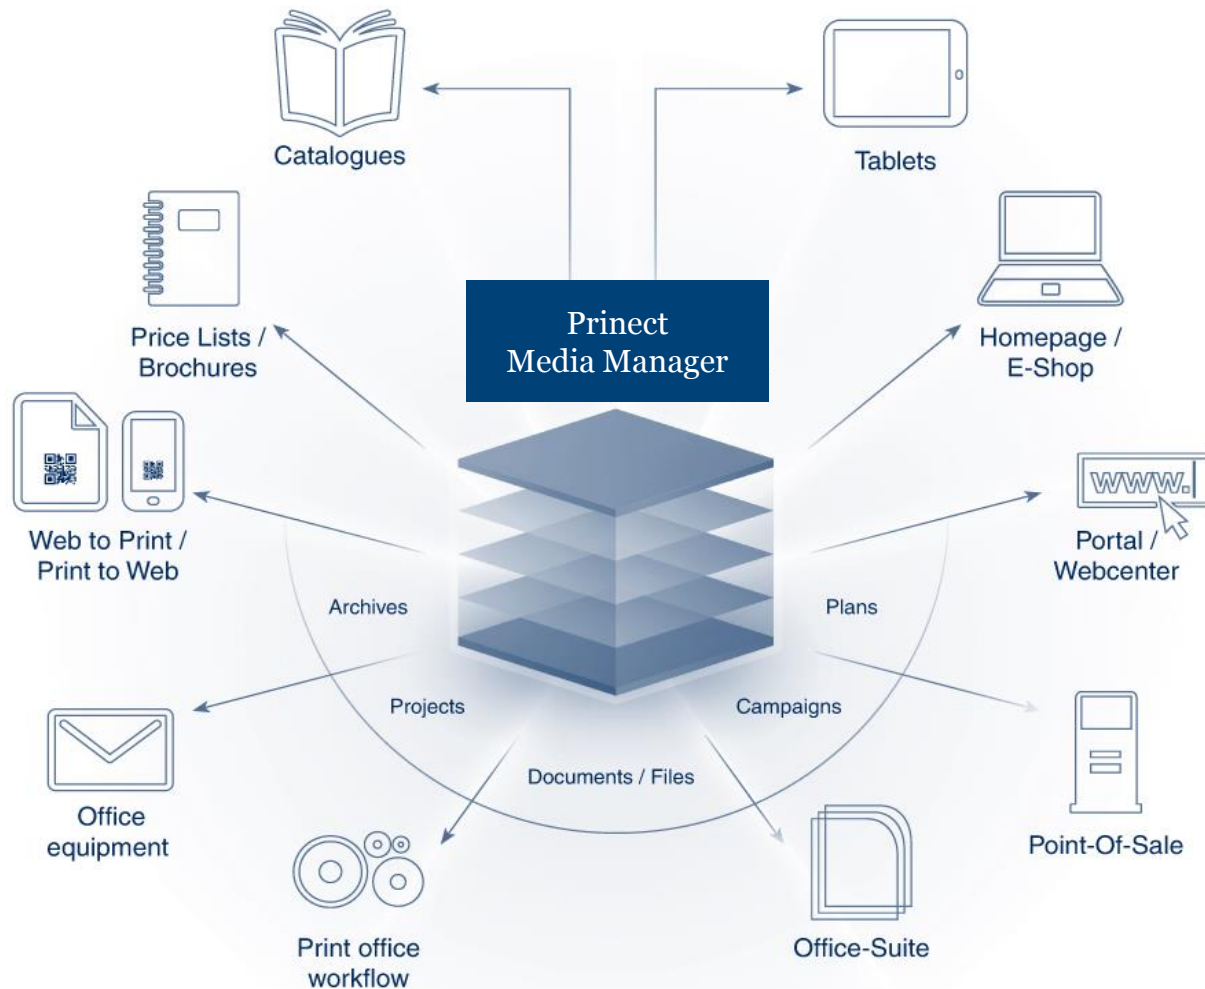 Catalogues
Tablets
Price Lists /
Brochures
Prinect
Media Manager
Homepage /
E-Shop
Web to Print /
Print to Web
www.
Portal /
Webcenter
Archives
Plans
Projects
Campaigns
Documents / Files
Office
equipment
Point-Of-Sale
Print office
workflow
Office-Suite